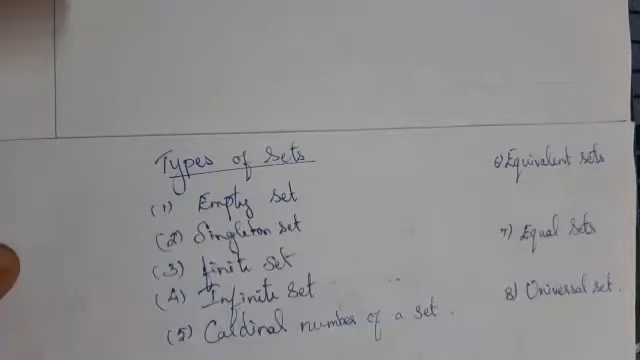 Types of Sets
(1) Empty set
(2) Singleton set
(3) finite set
(4) Infinite set
(5) Caldinal number of a set.
6) Equivalent sets
7) Equal Sets
8) Universal set.